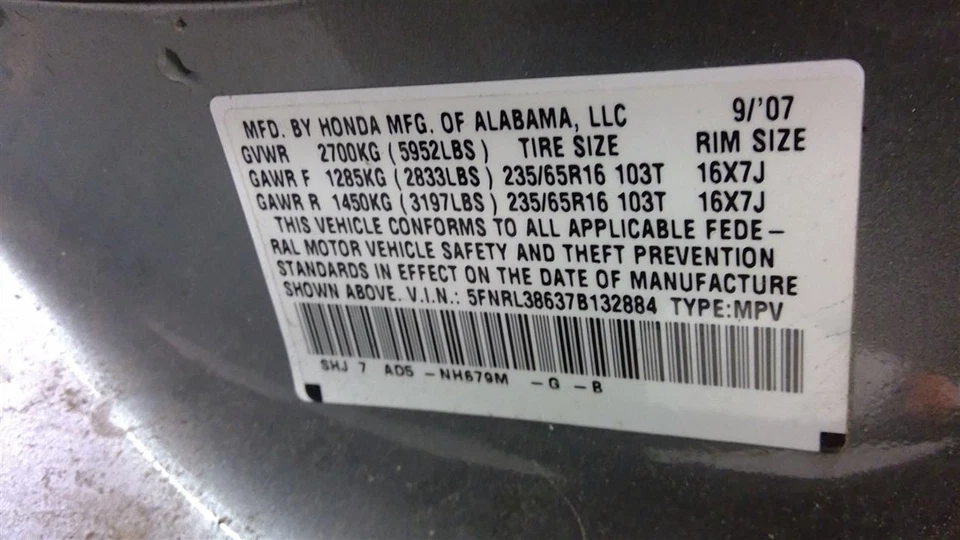 MFD. BY HONDA MFG. OF ALABAMA, LLC 9/'07
GVWR 2700KG (5952LBS) TIRE SIZE RIM SIZE
GAWR F 1285KG (2833LBS) 235/65R16 103T 16X7J
GAWR R 1450KG (3197LBS) 235/65R16 103T 16X7J
THIS VEHICLE CONFORMS TO ALL APPLICABLE FEDE-
RAL MOTOR VEHICLE SAFETY AND THEFT PREVENTION
STANDARDS IN EFFECT ON THE DATE OF MANUFACTURE
SHOWN ABOVE. V.I.N.: 5FNRL38637B132884 TYPE:MPV
SHJ 7 AD5 -NH679M -G -B